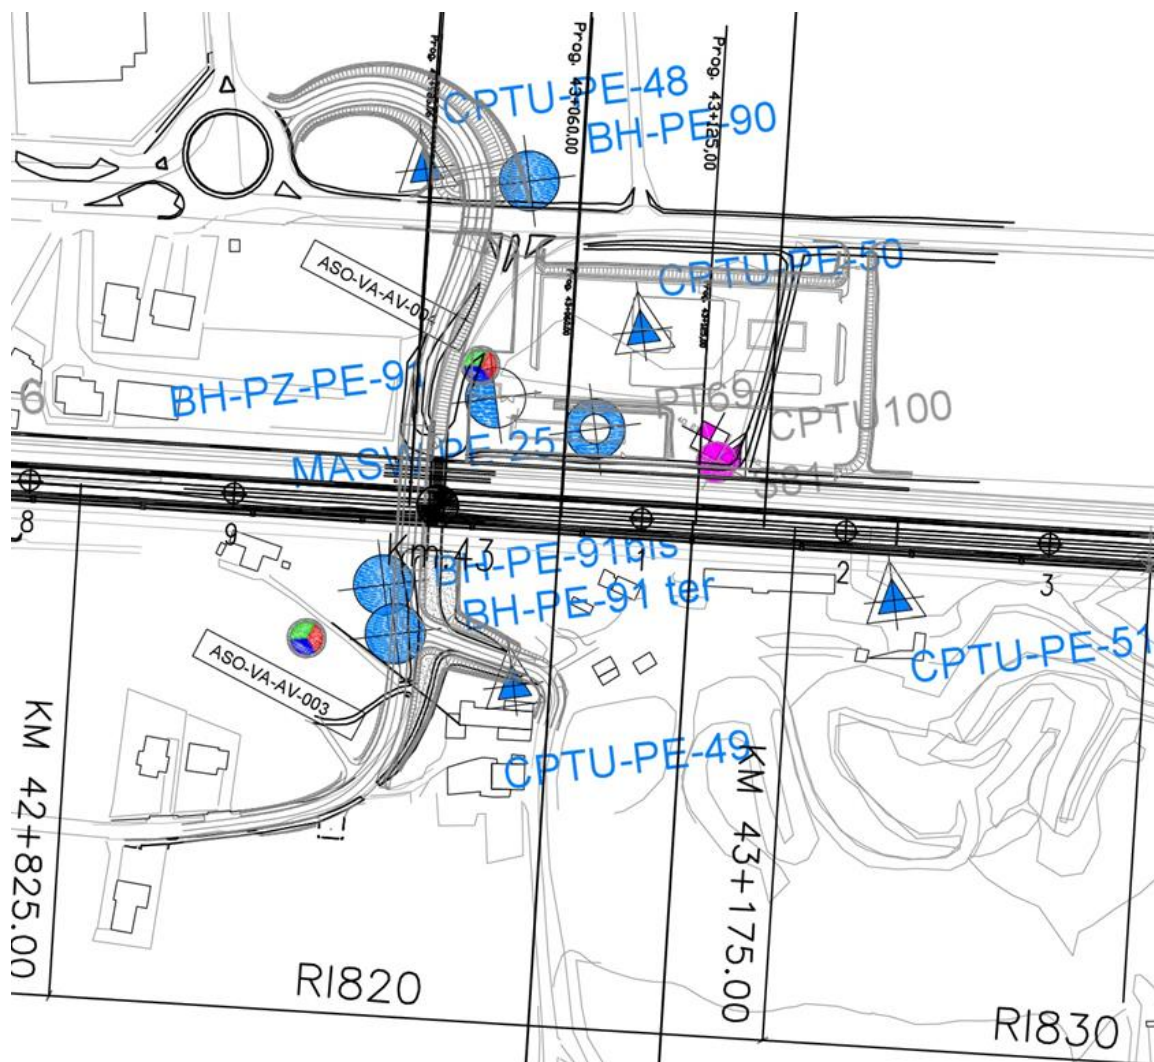 CPTU-PE-48
BH-PE-90
Prog. 43+060.00
Prog. 43+125.00
CPTU-PE-50
ASO-VA-AV-004
BH-PZ-PE-91
6
PT69
CPTU100
MASW-PE-25
S81
8
9
Km.43
1
2
3
BH-PE-91bis
BH-PE-91 ter
ASO-VA-AV-003
CPTU-PE-51
CPTU-PE-49
KM 42+825.00
KM 43+175.00
RI820
RI830